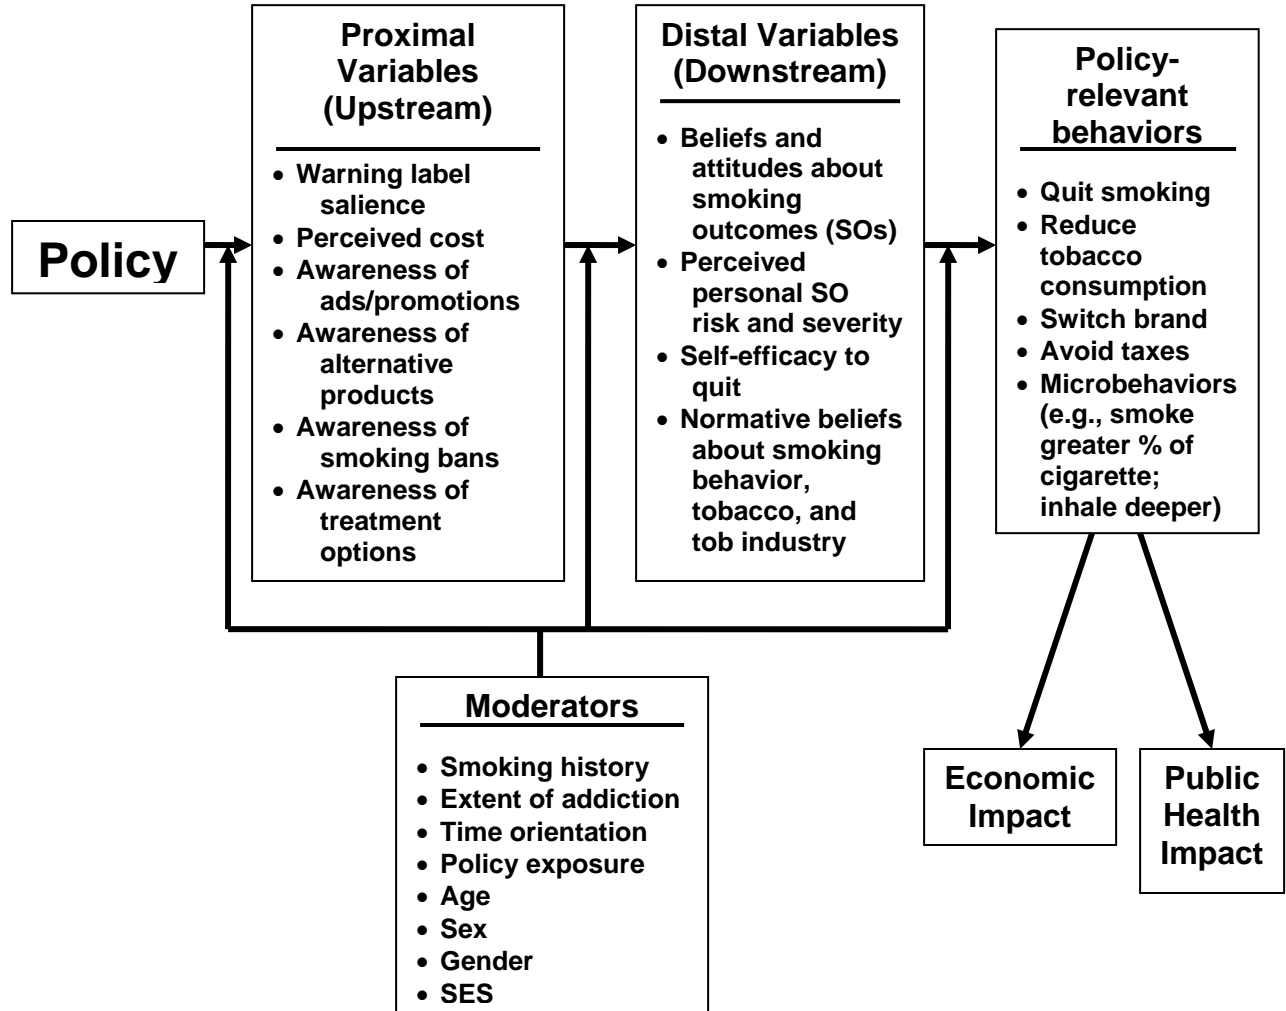 Policy
Proximal
Variables
(Upstream)
• Warning label
salience
• Perceived cost
• Awareness of
ads/promotions
• Awareness of
alternative
products
• Awareness of
smoking bans
• Awareness of
treatment
options
Distal Variables
(Downstream)
• Beliefs and
attitudes about
smoking
outcomes (SOs)
• Perceived
personal SO
risk and severity
• Self-efficacy to
quit
• Normative beliefs
about smoking
behavior,
tobacco, and
tob industry
Policy-
relevant
behaviors
• Quit smoking
• Reduce
tobacco
consumption
• Switch brand
• Avoid taxes
• Microbehaviors
(e.g., smoke
greater % of
cigarette;
inhale deeper)
Moderators
• Smoking history
• Extent of addiction
• Time orientation
• Policy exposure
• Age
• Sex
• Gender
• SES
Economic
Impact
Public
Health
Impact